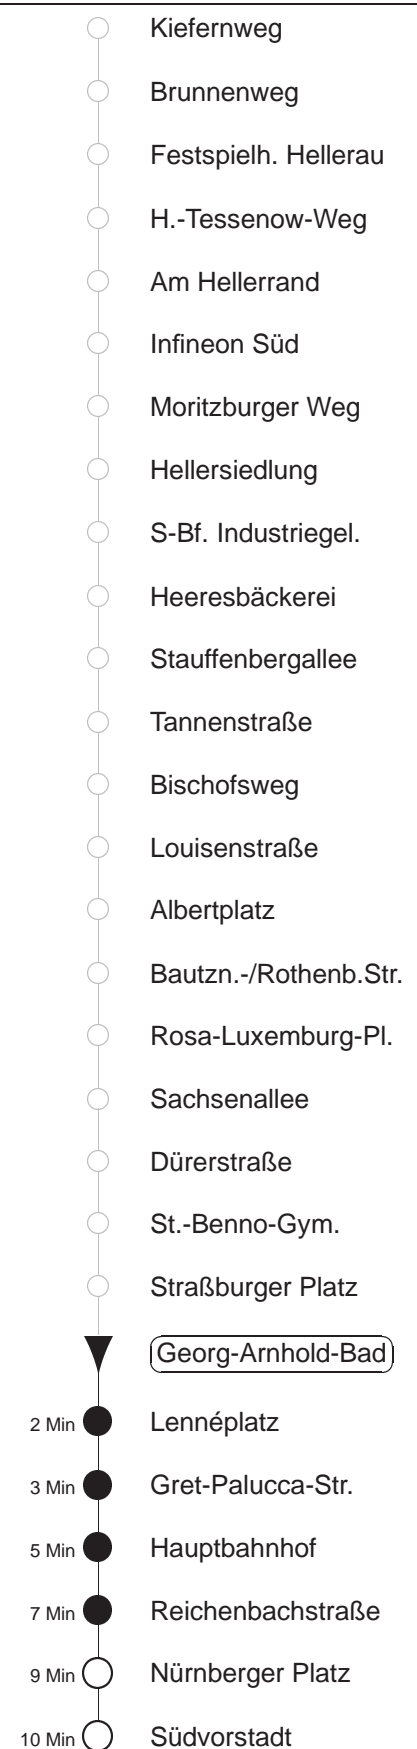 Kiefernweg
Brunnenweg
Festspielh. Hellerau
H.-Tessenow-Weg
Am Hellerrand
Infineon Süd
Moritzburger Weg
Hellersiedlung
S-Bf. Industriegel.
Heeresbäckerei
Stauffenbergallee
Tannenstraße
Bischofsweg
Louisenstraße
Albertplatz
Bautzn.-/Rothenb.Str.
Rosa-Luxemburg-Pl.
Sachsenallee
Dürerstraße
St.-Benno-Gym.
Straßburger Platz
Georg-Arnhold-Bad
2 Min Lennéplatz
3 Min Gret-Palucca-Str.
5 Min Hauptbahnhof
7 Min Reichenbachstraße
9 Min Nürnberger Platz
10 Min Südvorstadt